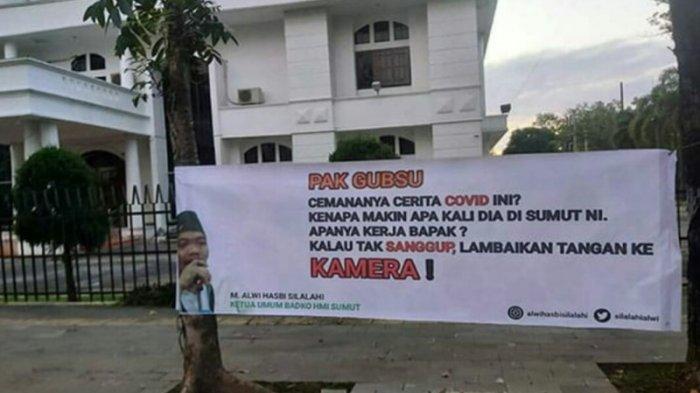 PAK GUBSU
CEMANANYA CERITA COVID INI?
KENAPA MAKIN APA KALI DIA DI SUMUT NI.
APANYA KERJA BAPAK ?
KALAU TAK SANGGUP, LAMBAIKAN TANGAN KE
KAMERA !
M. ALWI HASBI SILALAHI
KETUA UMUM BADKO HMI SUMUT
alwihasbisilalahi
silalahialwi